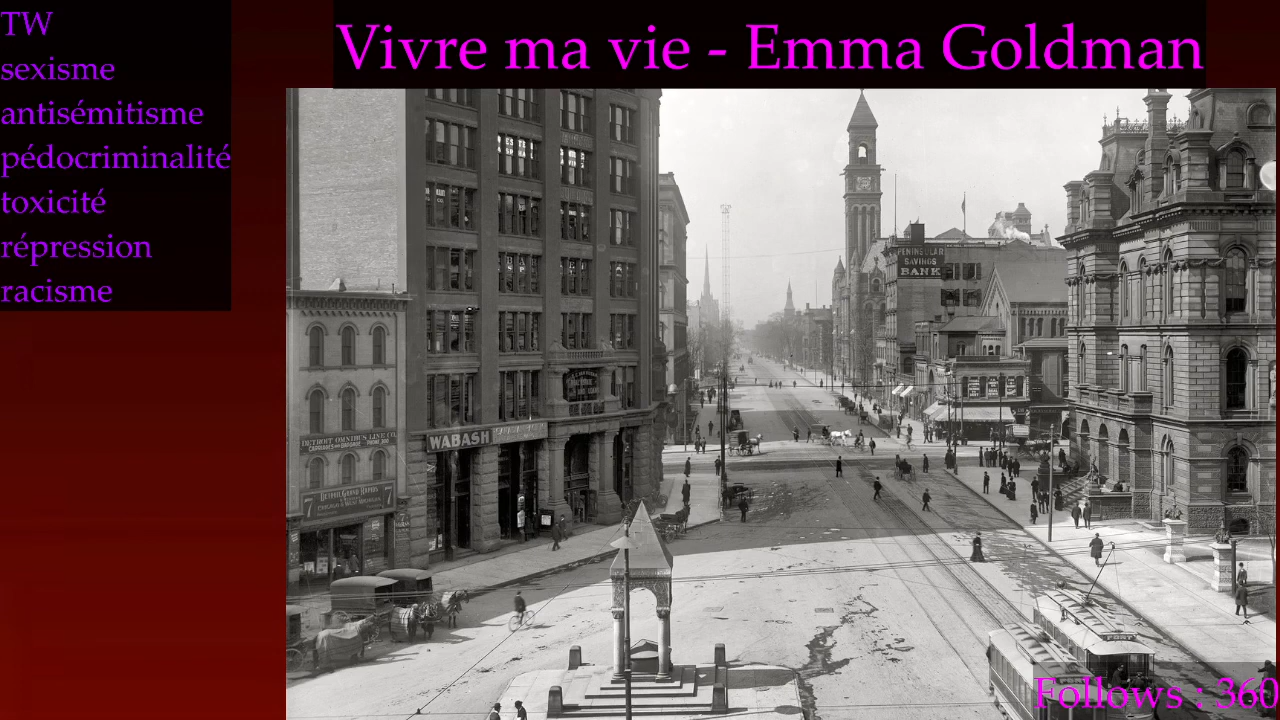 TW
sexisme
antisémitisme
pédocriminalité
toxicité
répression
racisme
Vivre ma vie - Emma Goldman
PENINSULAR
SAVINGS
BANK
DETROIT OMNIBUS LINE CO.
WABASH
Follows : 360